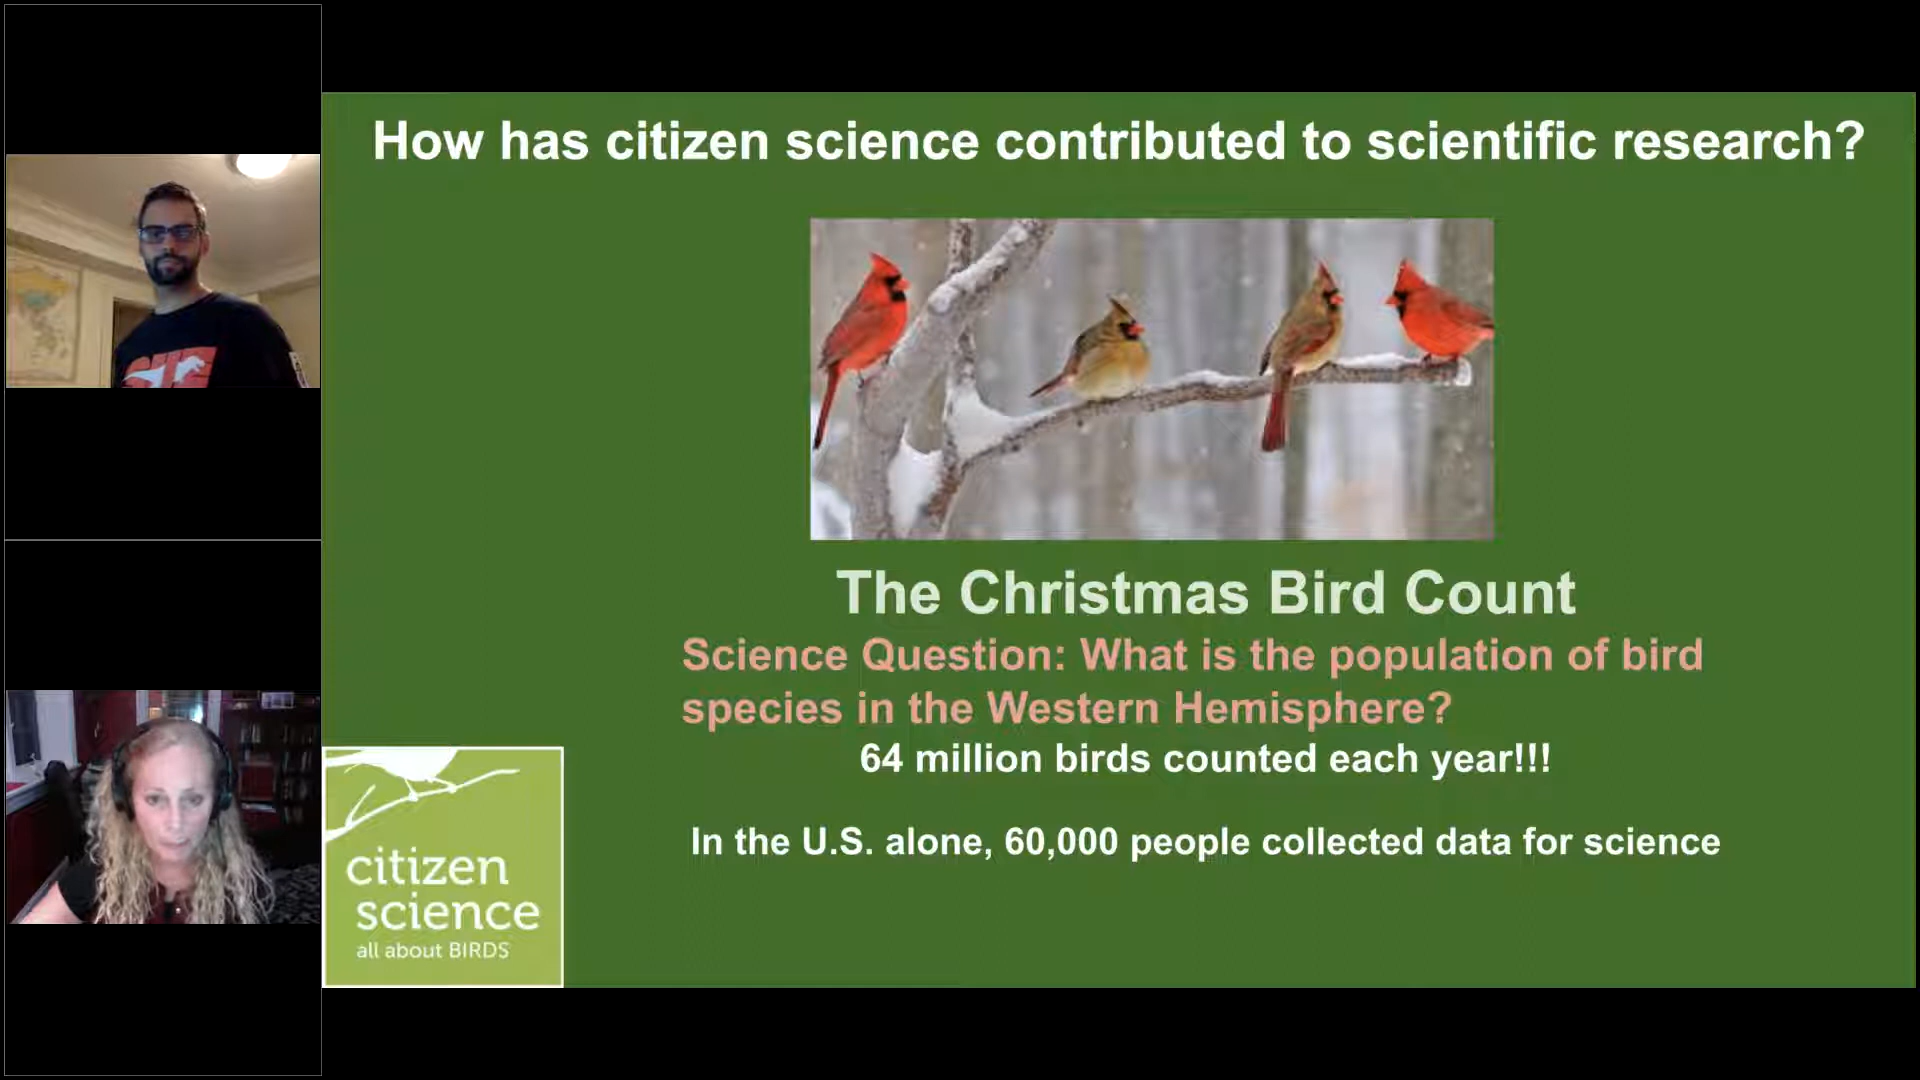 How has citizen science contributed to scientific research?
The Christmas Bird Count
Science Question: What is the population of bird
species in the Western Hemisphere?
64 million birds counted each year!!!
In the U.S. alone, 60,000 people collected data for science
citizen
science
all about BIRDS